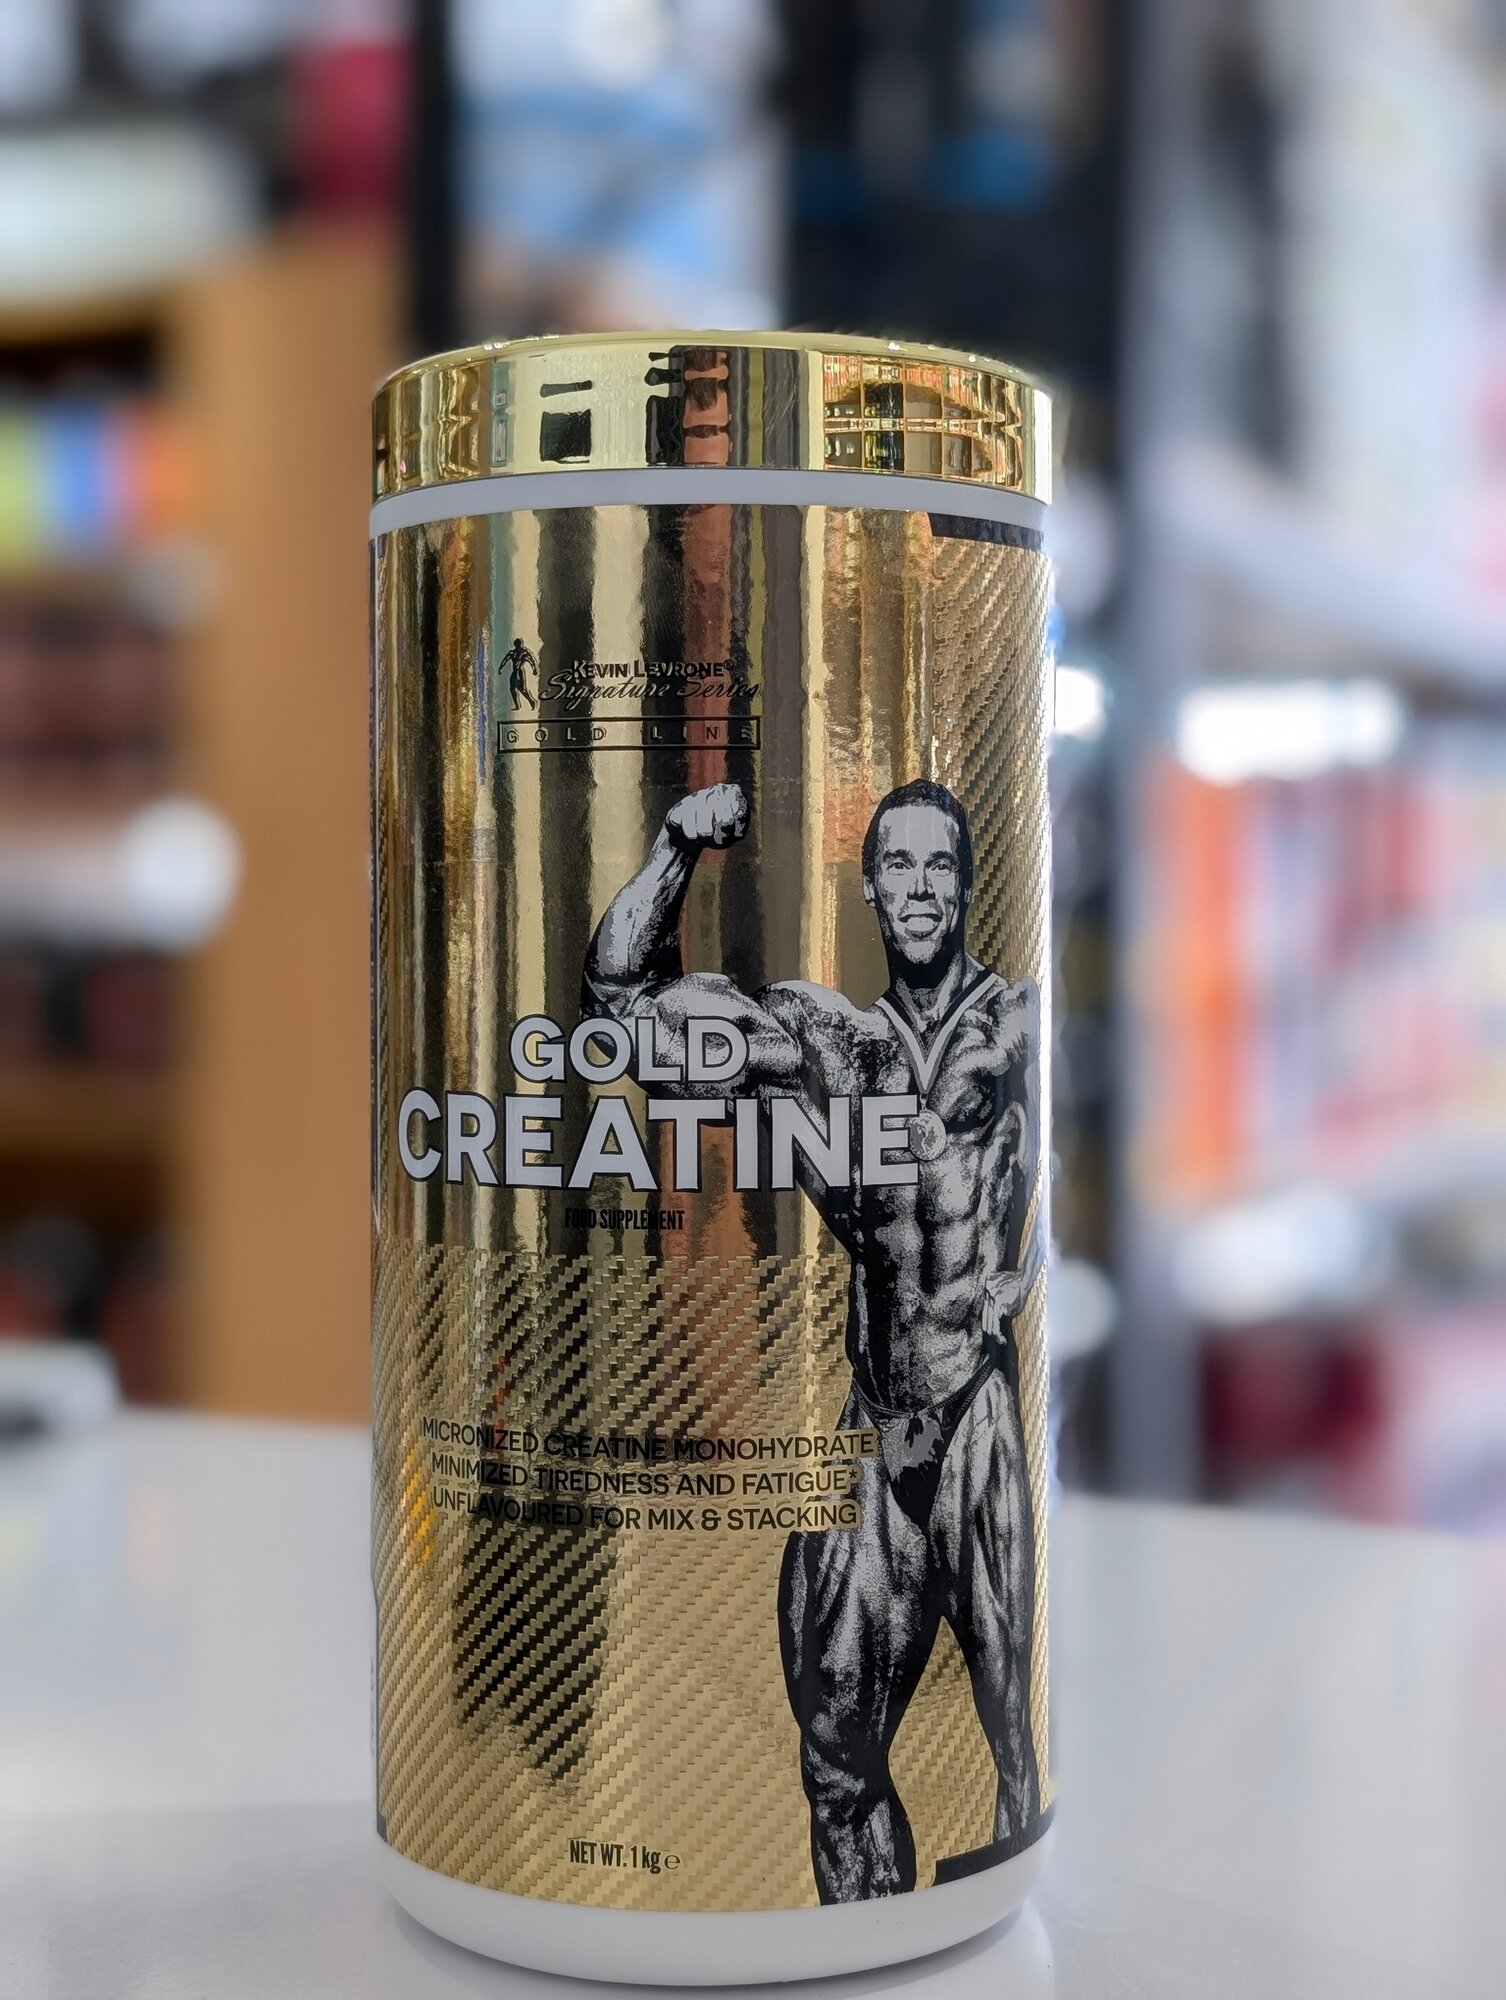 KEVIN LEVRONE®
Signature Series
GOLD LINE
GOLD
CREATINE
FOOD SUPPLEMENT
MICRONIZED CREATINE MONOHYDRATE
MINIMIZED TIREDNESS AND FATIGUE*
UNFLAVOURED FOR MIX & STACKING
NET WT. 1 kg ℮